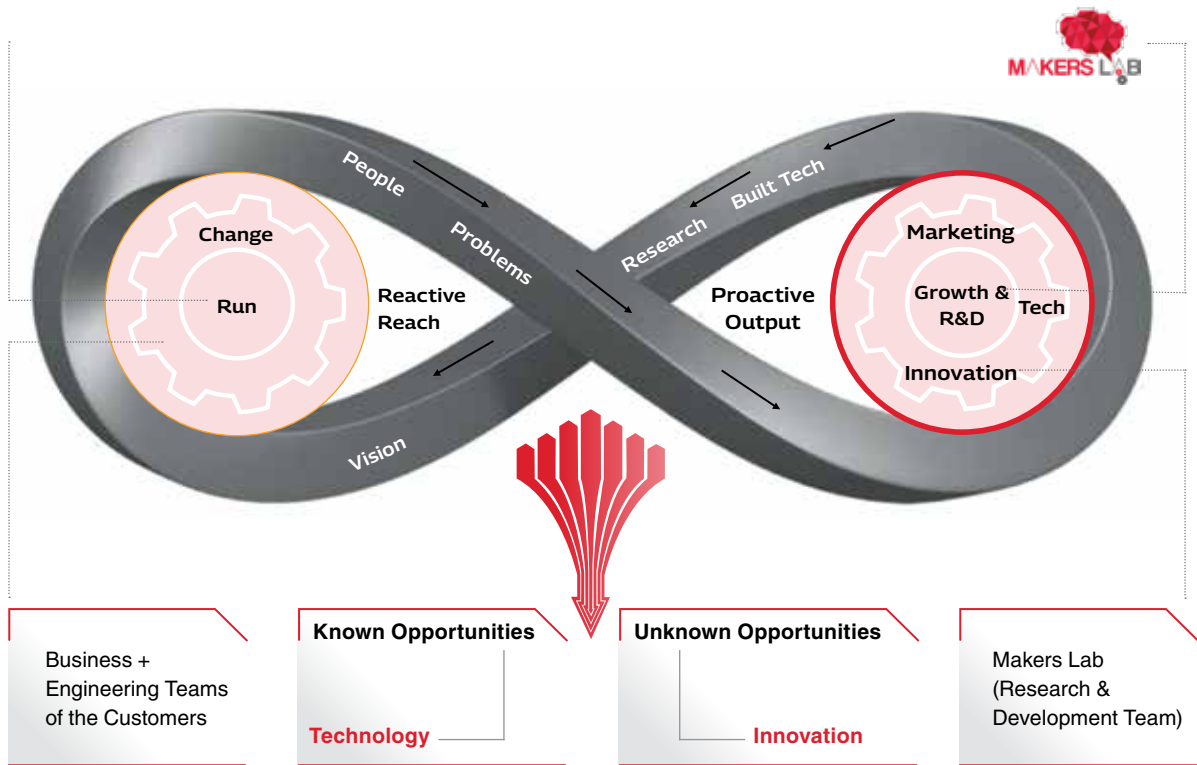 MAKERS LAB
People
Problems
Built Tech
Research
Change
Run
Reactive
Reach
Proactive
Output
Marketing
Growth &
R&D
Tech
Innovation
Vision
Business +
Engineering Teams
of the Customers
Known Opportunities
Technology
Unknown Opportunities
Innovation
Makers Lab
(Research &
Development Team)